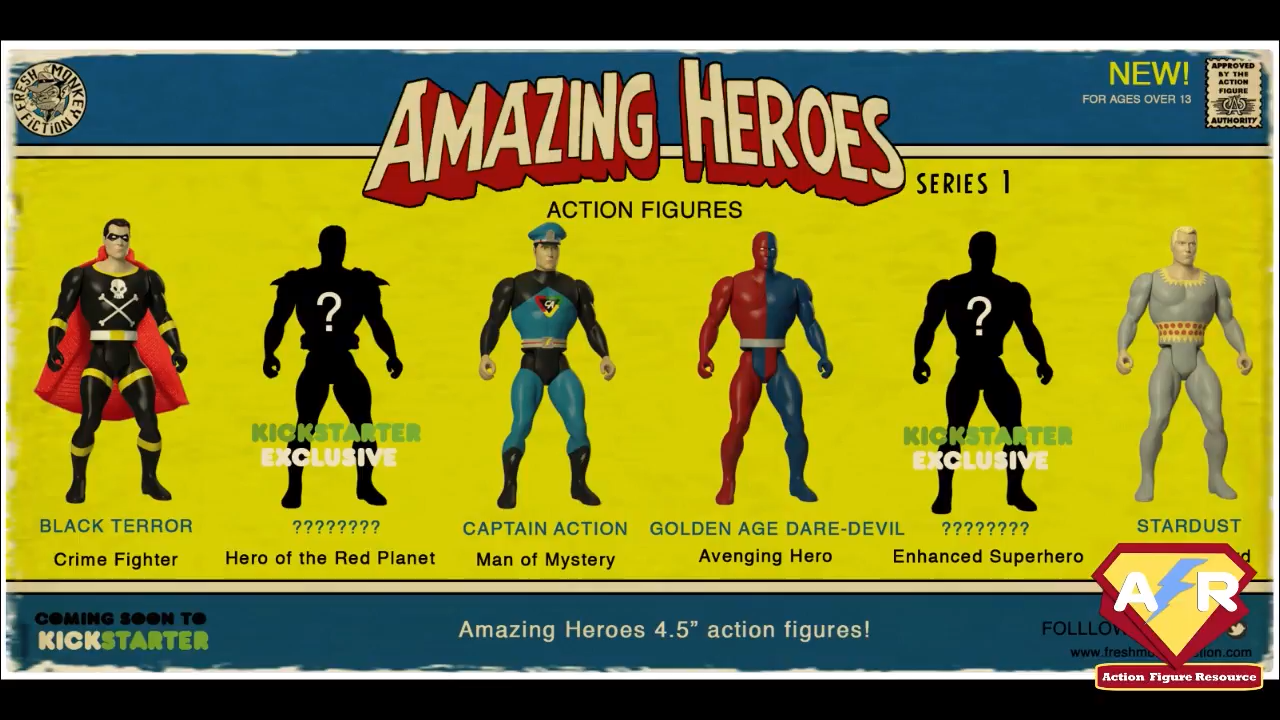 FRESH MONKEY FICTION
AMAZING HEROES
SERIES 1
ACTION FIGURES
NEW!
FOR AGES OVER 13
APPROVED
BY THE
ACTION
FIGURE
AUTHORITY
?
KICKSTARTER
EXCLUSIVE
CA
?
KICKSTARTER
EXCLUSIVE
BLACK TERROR
Crime Fighter
????????
Hero of the Red Planet
CAPTAIN ACTION
Man of Mystery
GOLDEN AGE DARE-DEVIL
Avenging Hero
????????
Enhanced Superhero
STARDUST
COMING SOON TO
KICKSTARTER
Amazing Heroes 4.5” action figures!
AFR
Action Figure Resource